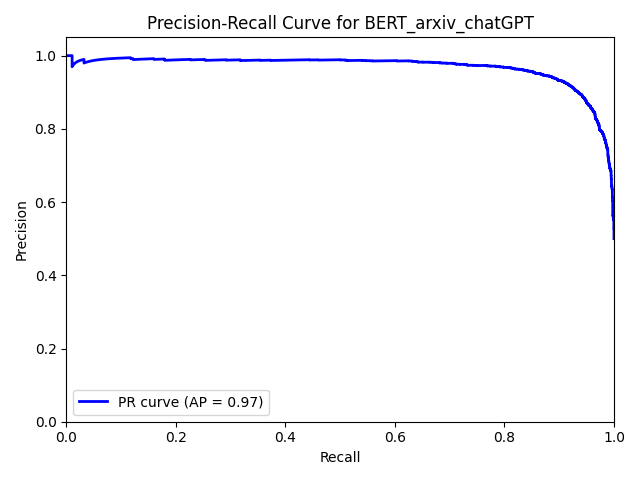 Precision-Recall Curve for BERT_arxiv_chatGPT
1.0
0.8
0.6
0.4
0.2
0.0
Precision
PR curve (AP = 0.97)
0.0 0.2 0.4 0.6 0.8 1.0
Recall